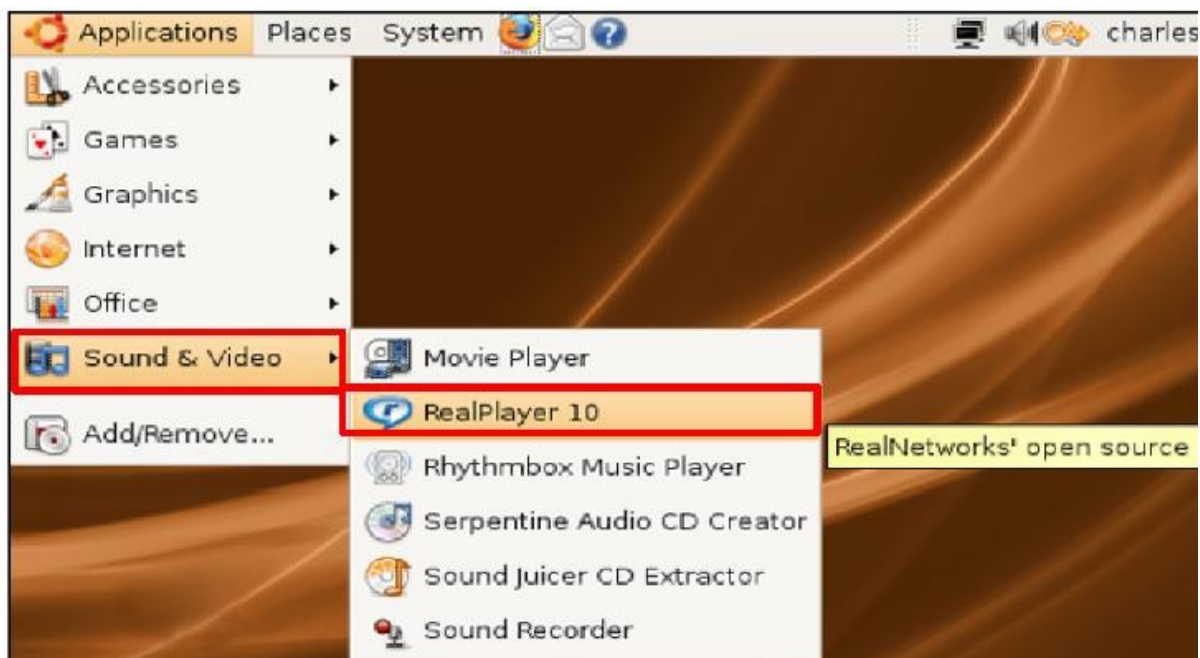 Applications Places System charles
Accessories
Games
Graphics
Internet
Office
Sound & Video
Add/Remove...
Movie Player
RealPlayer 10
Rhythmbox Music Player
Serpentine Audio CD Creator
Sound Juicer CD Extractor
Sound Recorder
RealNetworks' open source